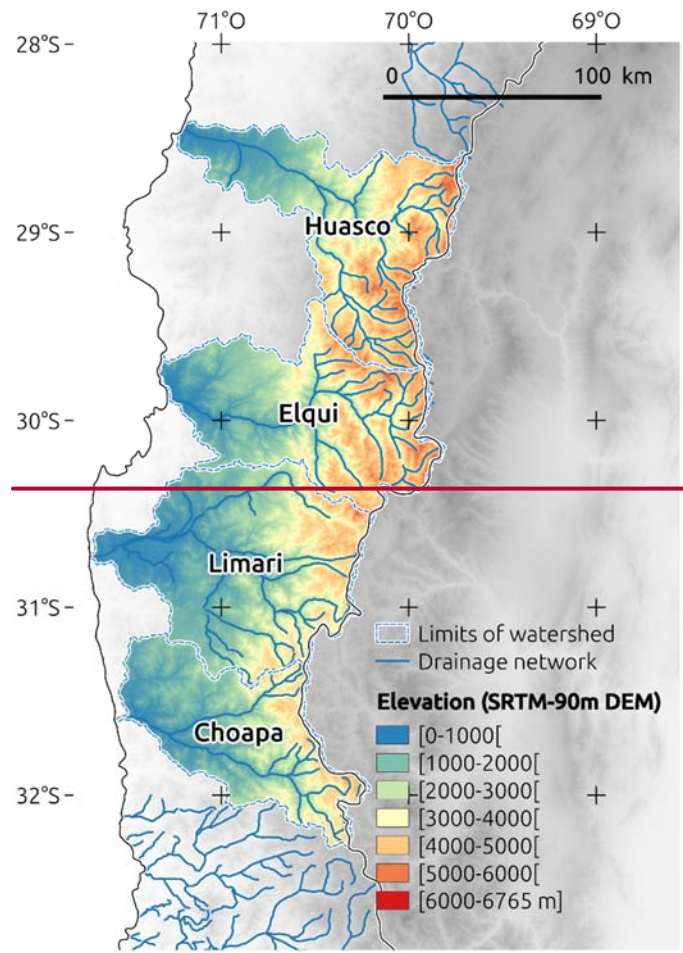 71°O 70°O 69°O
28°S
0 100 km
29°S
Huasco
30°S
Elqui
Limari
31°S
Limits of watershed
Drainage network
Elevation (SRTM-90m DEM)
Choapa
[0-1000[
[1000-2000[
32°S
[2000-3000[
[3000-4000[
[4000-5000[
[5000-6000[
[6000-6765 m]